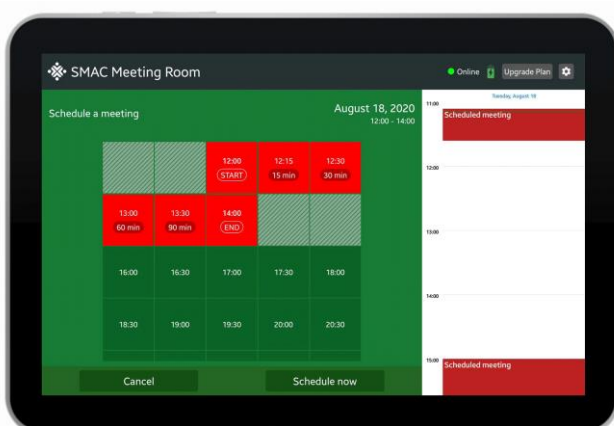 SMAC Meeting Room
Online
Upgrade Plan
Schedule a meeting
August 18, 2020
12:00 - 14:00
12:00
START
12:15
15 min
12:30
30 min
13:00
60 min
13:30
90 min
14:00
END
16:00
16:30
17:00
17:30
18:00
18:30
19:00
19:30
20:00
20:30
Cancel
Schedule now
Tuesday, August 18
11:00
Scheduled meeting
12:00
13:00
14:00
15:00
Scheduled meeting